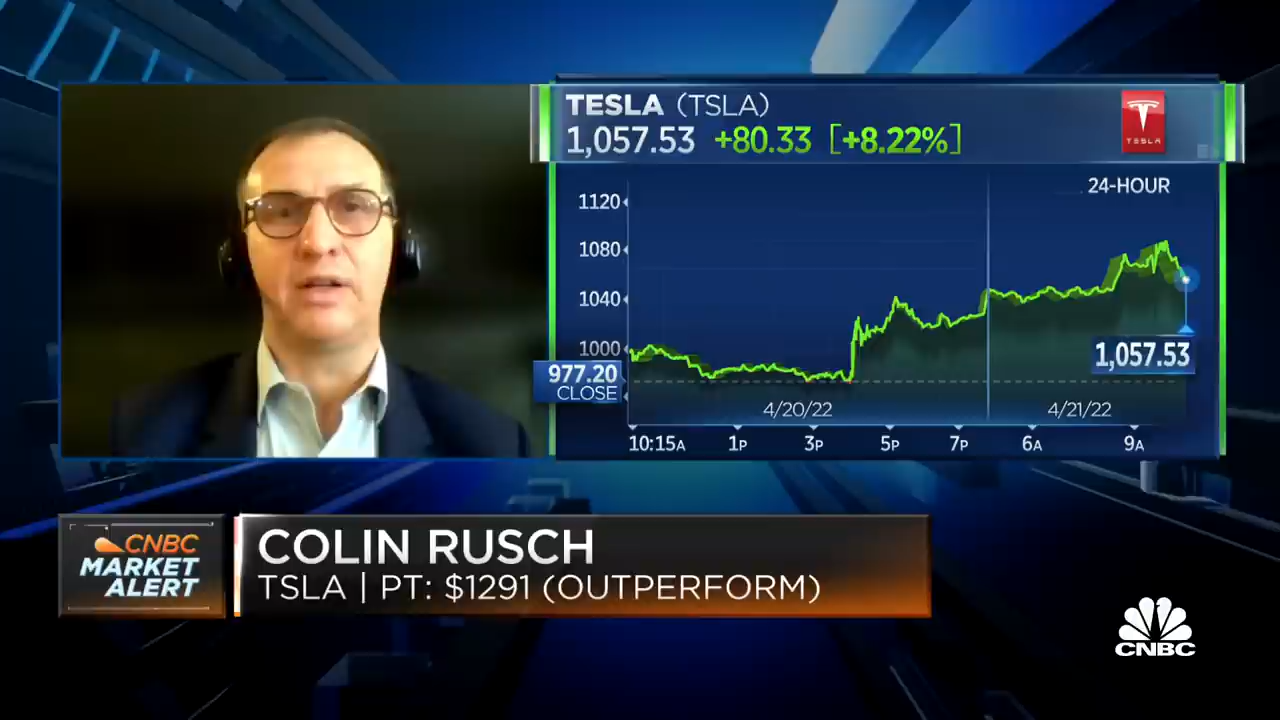 TESLA (TSLA)
1,057.53 +80.33 [+8.22%]
TESLA
24-HOUR
1120
1080
1040
1000
977.20
CLOSE
1,057.53
4/20/22 4/21/22
10:15A 1P 3P 5P 7P 6A 9A
CNBC
MARKET
ALERT
COLIN RUSCH
TSLA | PT: $1291 (OUTPERFORM)
CNBC